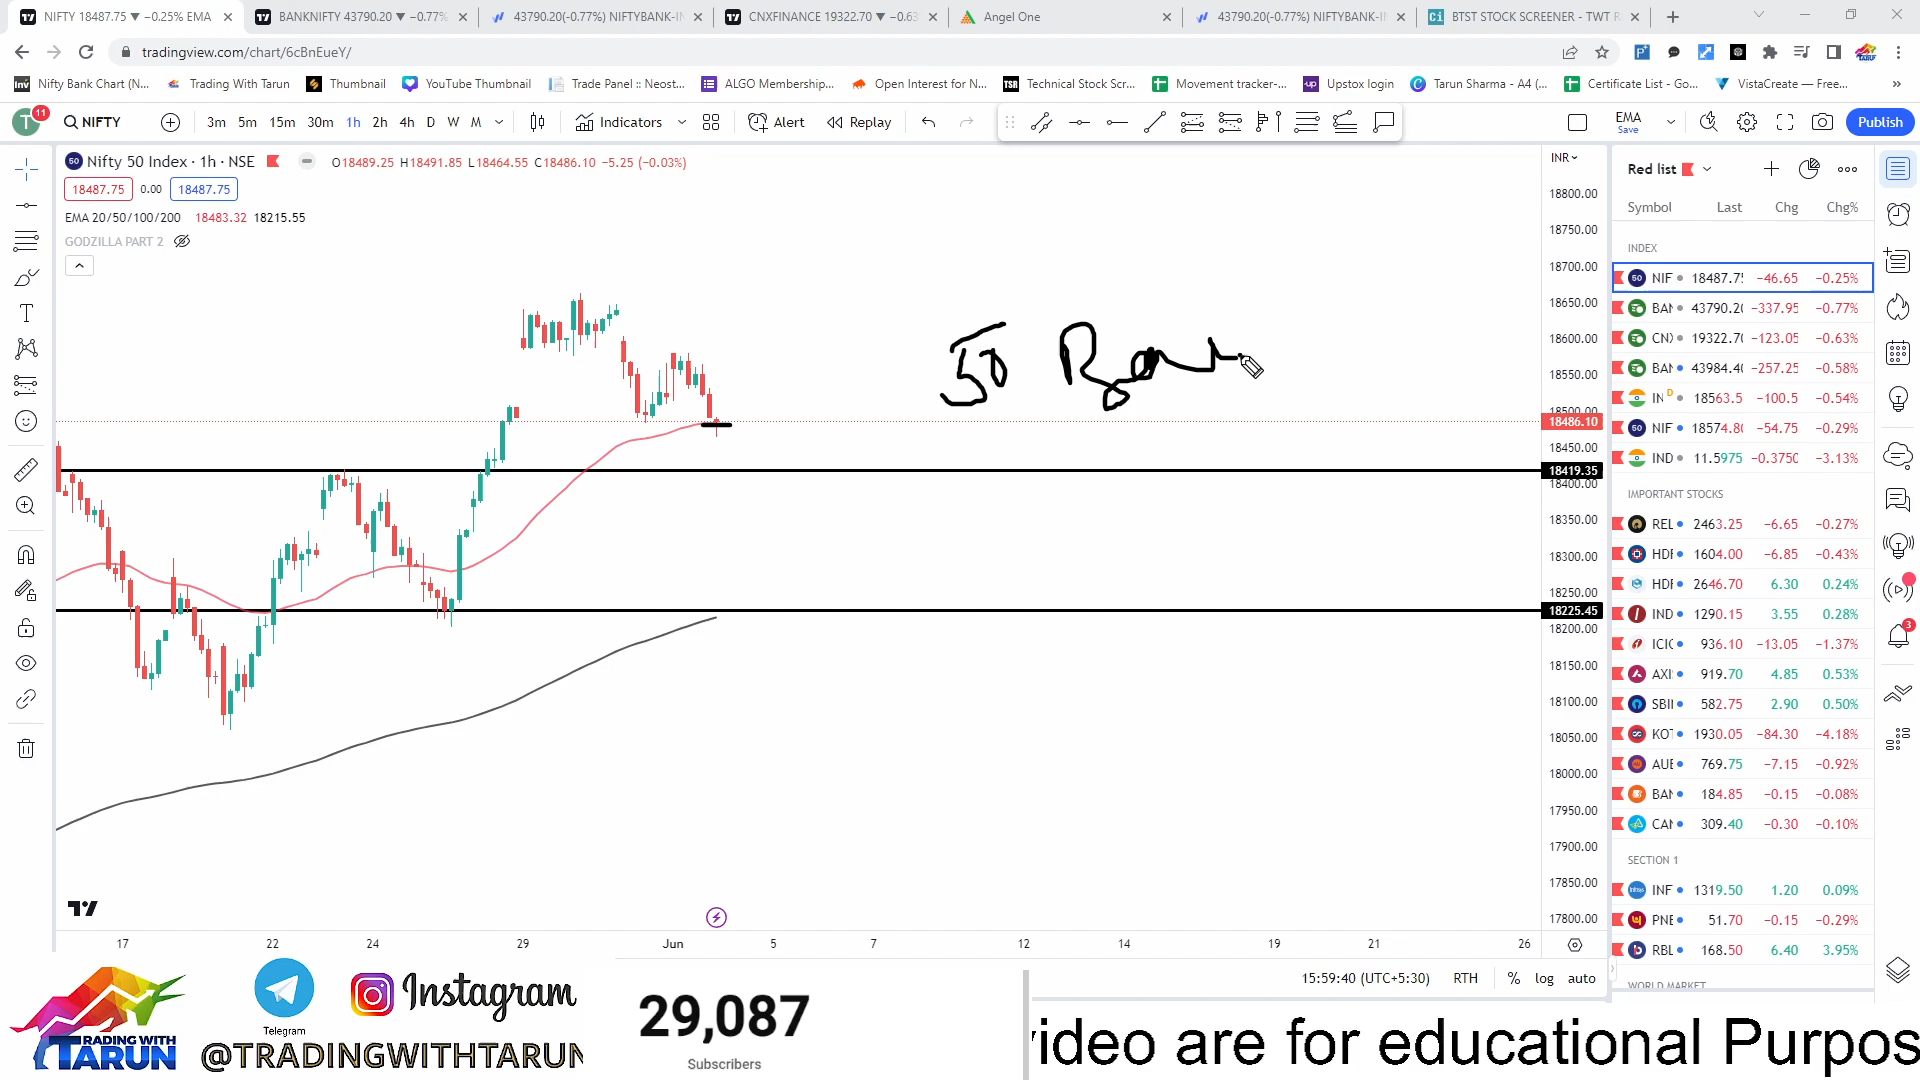 NIFTY 18487.75 ▼ −0.25% EMA
BANKNIFTY 43790.20 ▼ −0.77%
43790.20(-0.77%) NIFTYBANK-I
CNXFINANCE 19322.70 ▼ −0.63
Angel One
43790.20(-0.77%) NIFTYBANK-I
BTST STOCK SCREENER - TWT R
tradingview.com/chart/6cBnEueY/
Nifty Bank Chart (N...
Trading With Tarun
Thumbnail
YouTube Thumbnail
Trade Panel :: Neost...
ALGO Membership...
Open Interest for N...
Technical Stock Scr...
Movement tracker-...
Upstox login
Tarun Sharma - A4 (...
Certificate List - Go...
VistaCreate — Free...
T 11 NIFTY 3m 5m 15m 30m 1h 2h 4h D W M Indicators Alert Replay EMA Save Publish
50 Nifty 50 Index · 1h · NSE O18489.25 H18491.85 L18464.55 C18486.10 −5.25 (−0.03%)
18487.75 0.00 18487.75
EMA 20/50/100/200 18483.32 18215.55
GODZILLA PART 2
50
INR
18800.00
18750.00
18700.00
18650.00
18600.00
18550.00
18500.00
18486.10
18450.00
18419.35
18400.00
18350.00
18300.00
18250.00
18225.45
18200.00
18150.00
18100.00
18050.00
18000.00
17950.00
17900.00
17850.00
17800.00
17 22 24 29 Jun 5 7 12 14 19 21 26
15:59:40 (UTC+5:30) RTH % log auto
Red list
Symbol Last Chg Chg%
INDEX
NIF 18487.75 −46.65 −0.25%
BAN 43790.20 −337.95 −0.77%
CNX 19322.70 −123.05 −0.63%
BAN 43984.40 −257.25 −0.58%
IN D 18563.5 −100.5 −0.54%
NIF 18574.80 −54.75 −0.29%
IND 11.5975 −0.3750 −3.13%
IMPORTANT STOCKS
REL 2463.25 −6.65 −0.27%
HDF 1604.00 −6.85 −0.43%
HDF 2646.70 6.30 0.24%
IND 1290.15 3.55 0.28%
ICIC 936.10 −13.05 −1.37%
AXI 919.70 4.85 0.53%
SBII 582.75 2.90 0.50%
KOT 1930.05 −84.30 −4.18%
AUE 769.75 −7.15 −0.92%
BAN 184.85 −0.15 −0.08%
CAN 309.40 −0.30 −0.10%
SECTION 1
INF 1319.50 1.20 0.09%
PNE 51.70 −0.15 −0.29%
RBL 168.50 6.40 3.95%
WORLD MARKET
3
TRADING WITH
TARUN
Telegram
Instagram
@TRADINGWITHTARUN
29,087
Subscribers
video are for educational Purpos